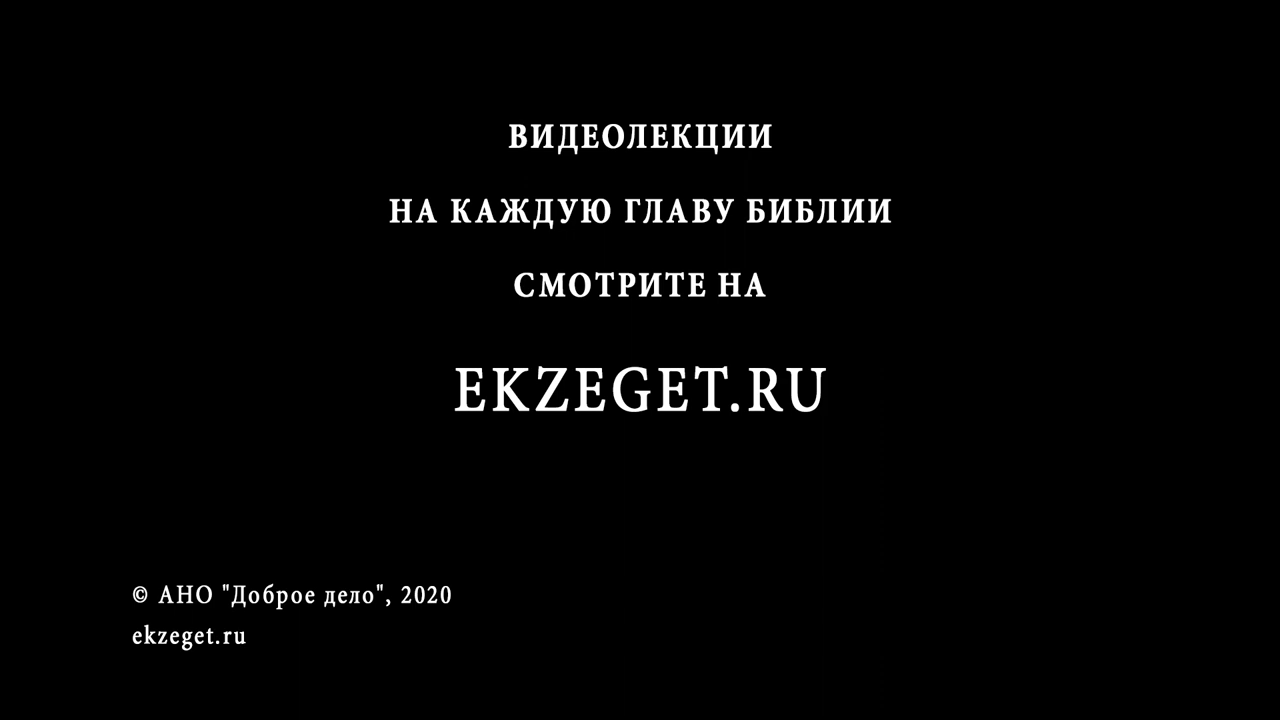 ВИДЕОЛЕКЦИИ
НА КАЖДУЮ ГЛАВУ БИБЛИИ
СМОТРИТЕ НА
EKZEGET.RU
© АНО "Доброе дело", 2020
ekzeget.ru